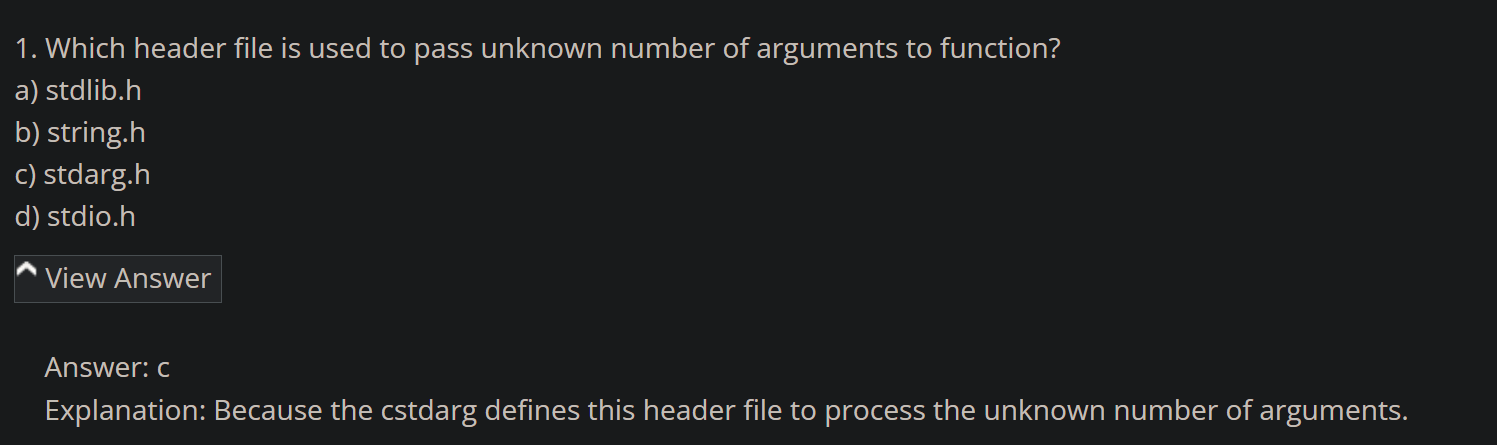 1. Which header file is used to pass unknown number of arguments to function?
a) stdlib.h
b) string.h
c) stdarg.h
d) stdio.h
View Answer
Answer: c
Explanation: Because the cstdarg defines this header file to process the unknown number of arguments.